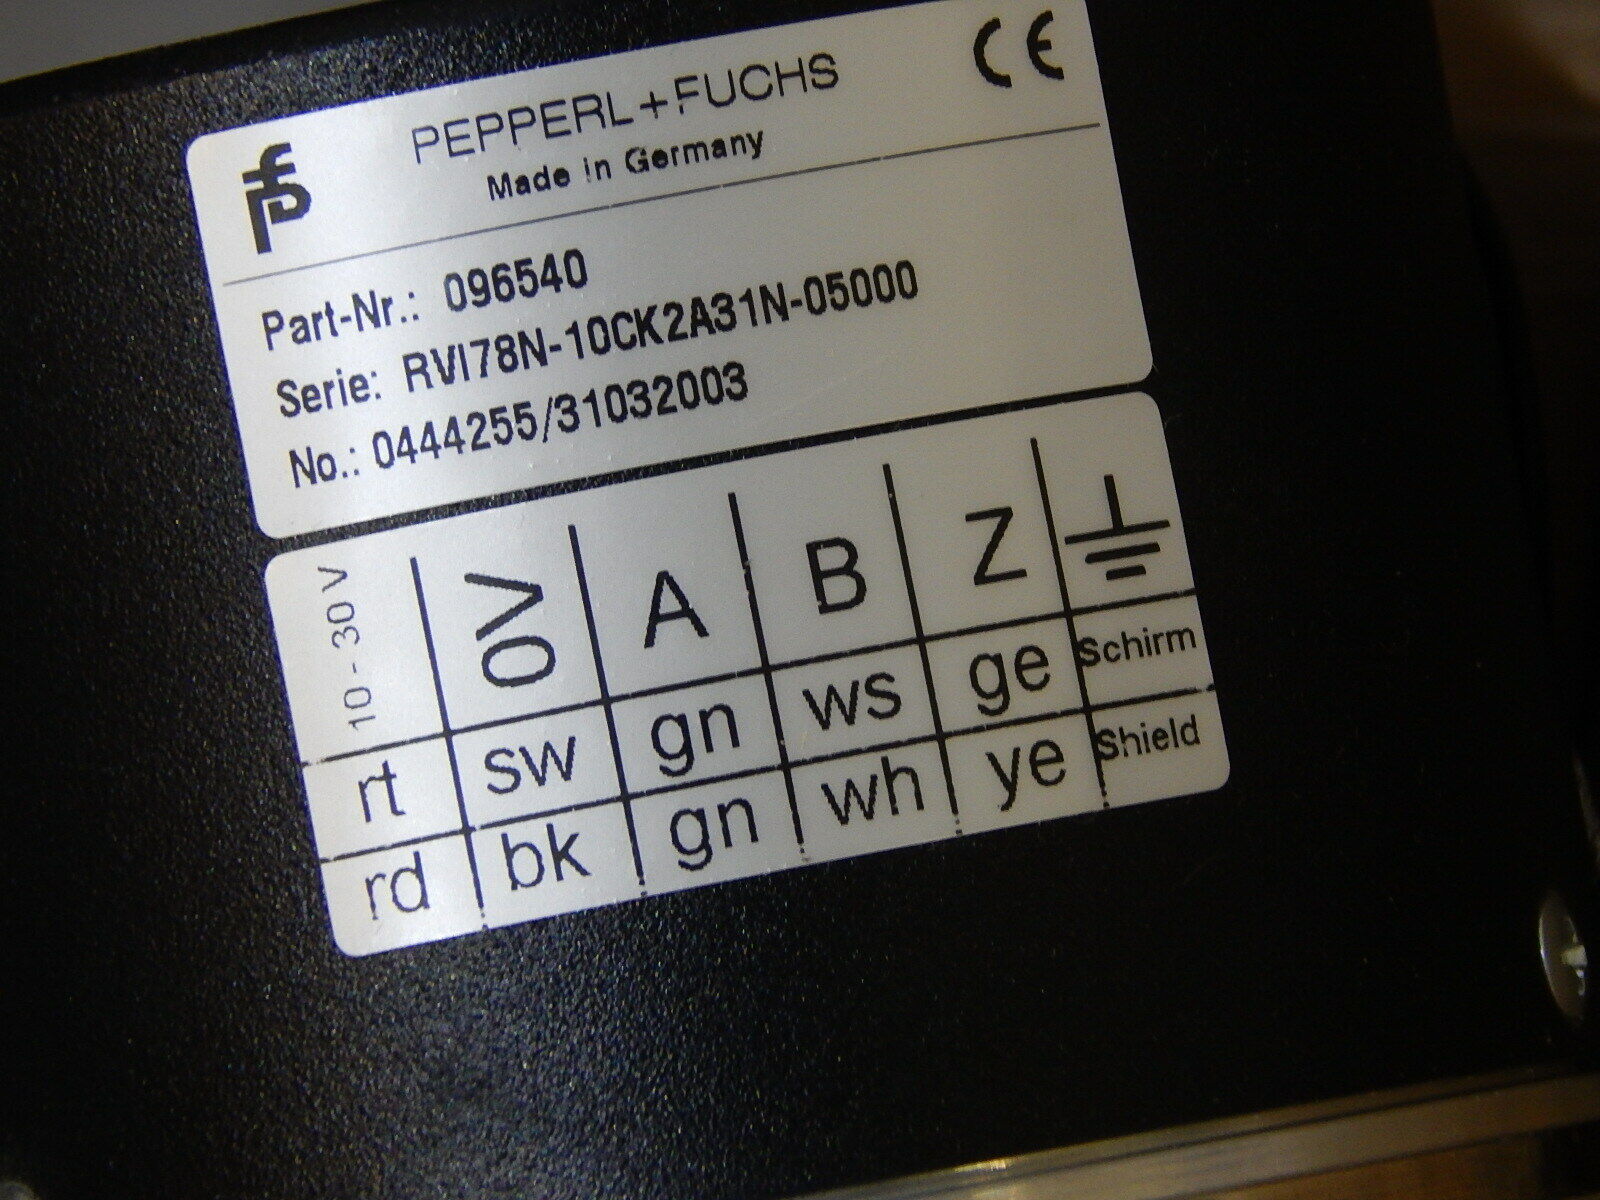 PEPPERL+FUCHS CE
Made in Germany
Part-Nr.: 096540
Serie: RVI78N-10CK2A31N-05000
No.: 0444255/31032003
10-30V 0V A B Z
rt sw gn ws ge Schirm
rd bk gn wh ye Shield